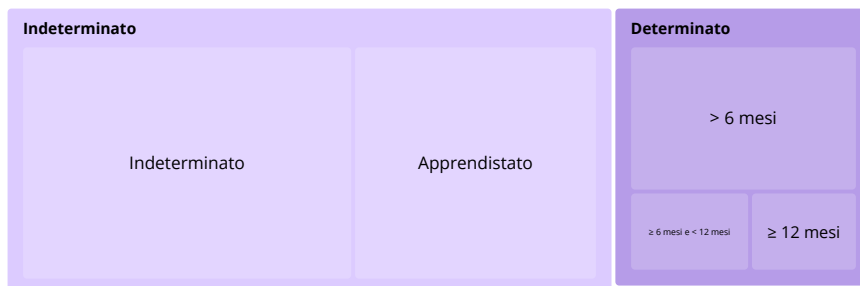 Indeterminato
Determinato
Indeterminato
Apprendistato
> 6 mesi
≥ 6 mesi e < 12 mesi
≥ 12 mesi